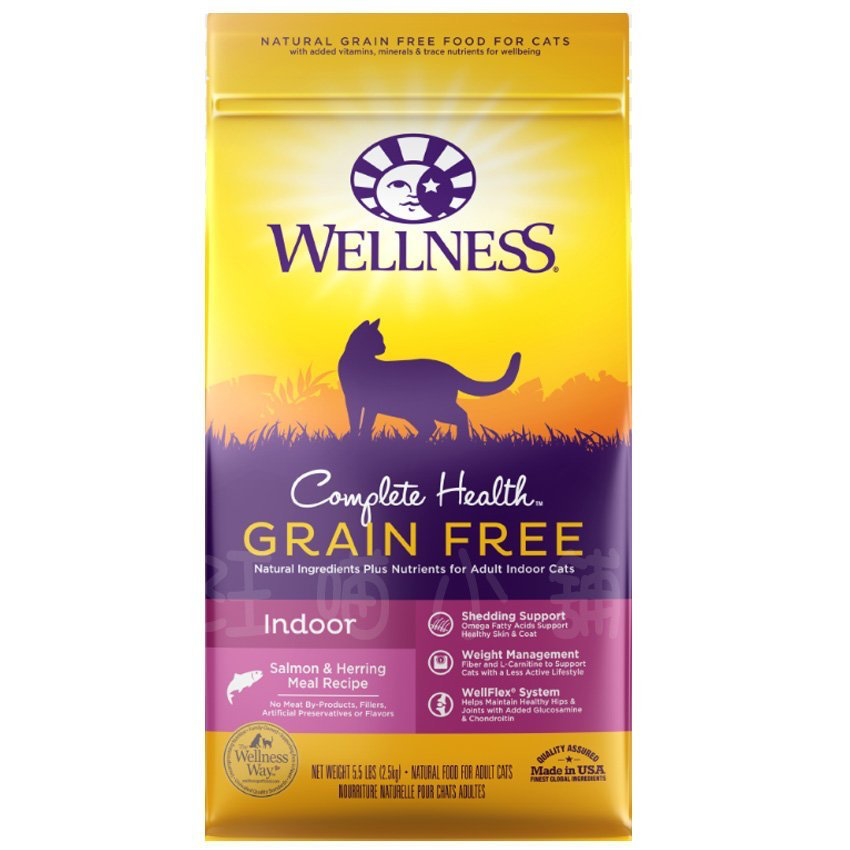 NATURAL GRAIN FREE FOOD FOR CATS
with added vitamins, minerals & trace nutrients for wellbeing
WELLNESS®
Complete Health™
GRAIN FREE
Natural Ingredients Plus Nutrients for Adult Indoor Cats
汪喵小舖
Indoor
Salmon & Herring
Meal Recipe
No Meat By-Products, Fillers,
Artificial Preservatives or Flavors
Shedding Support
Omega Fatty Acids Support
Healthy Skin & Coat
Weight Management
Fiber and L-Carnitine to Support
Cats with a Less Active Lifestyle
WellFlex® System
Helps Maintain Healthy Hips &
Joints with Added Glucosamine
& Chondroitin
The
Wellness
Way
NET WEIGHT 5.5 LBS (2.5kg) • NATURAL FOOD FOR ADULT CATS
NOURRITURE NATURELLE POUR CHATS ADULTES
QUALITY ASSURED
Made in USA
FINEST GLOBAL INGREDIENTS